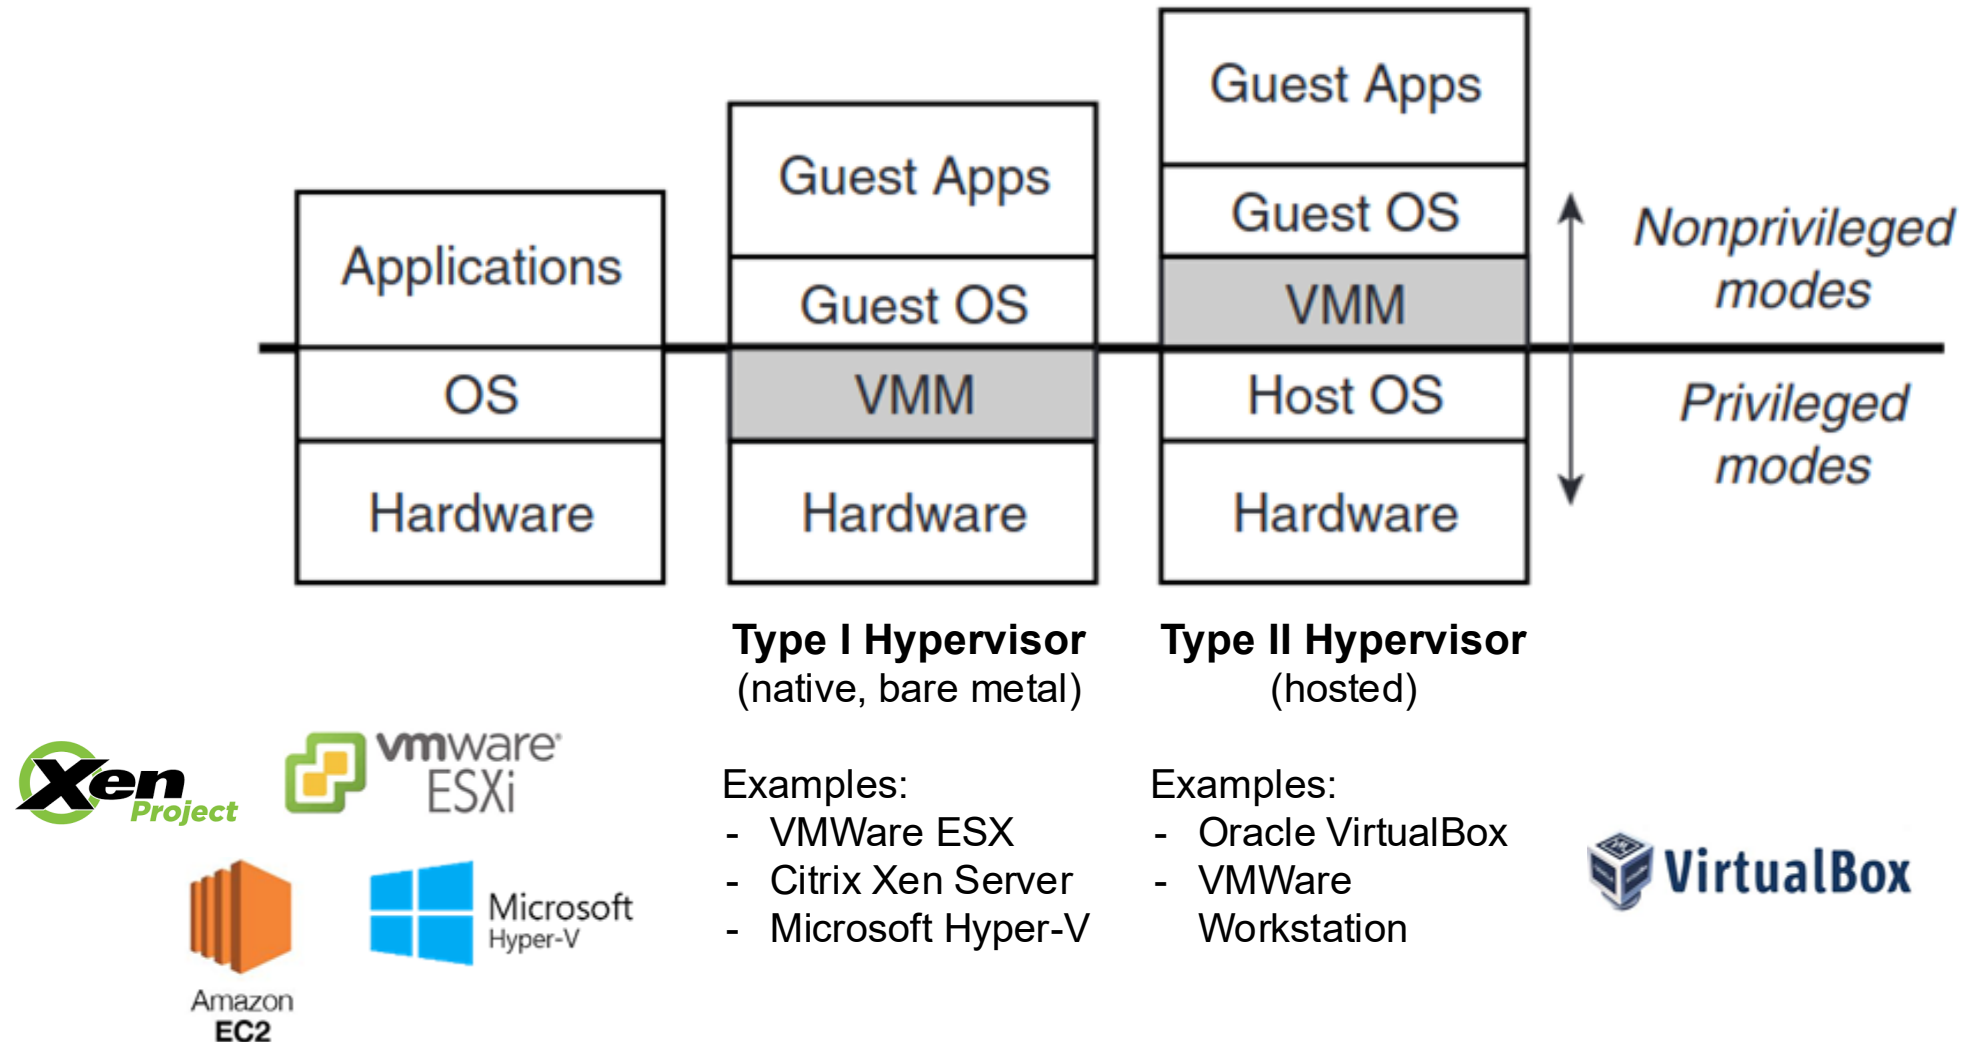 Applications
OS
Hardware
Guest Apps
Guest OS
VMM
Hardware
Guest Apps
Guest OS
VMM
Host OS
Hardware
Nonprivileged
modes
Privileged
modes
Type I Hypervisor
(native, bare metal)
Type II Hypervisor
(hosted)
Xen
Project
vmware®
ESXi
Amazon
EC2
Microsoft
Hyper-V
Examples:
- VMWare ESX
- Citrix Xen Server
- Microsoft Hyper-V
Examples:
- Oracle VirtualBox
- VMWare
Workstation
VirtualBox